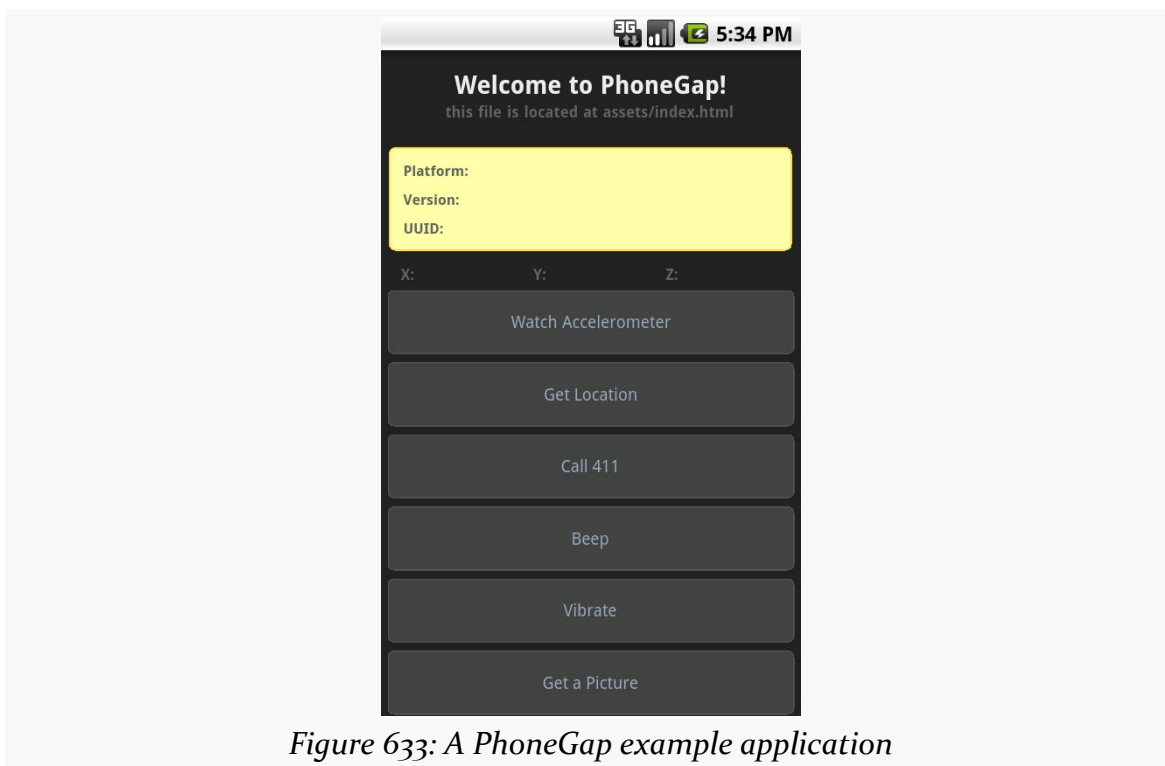 3G 5:34 PM
Welcome to PhoneGap!
this file is located at assets/index.html
Platform:
Version:
UUID:
X: Y: Z:
Watch Accelerometer
Get Location
Call 411
Beep
Vibrate
Get a Picture
Figure 633: A PhoneGap example application